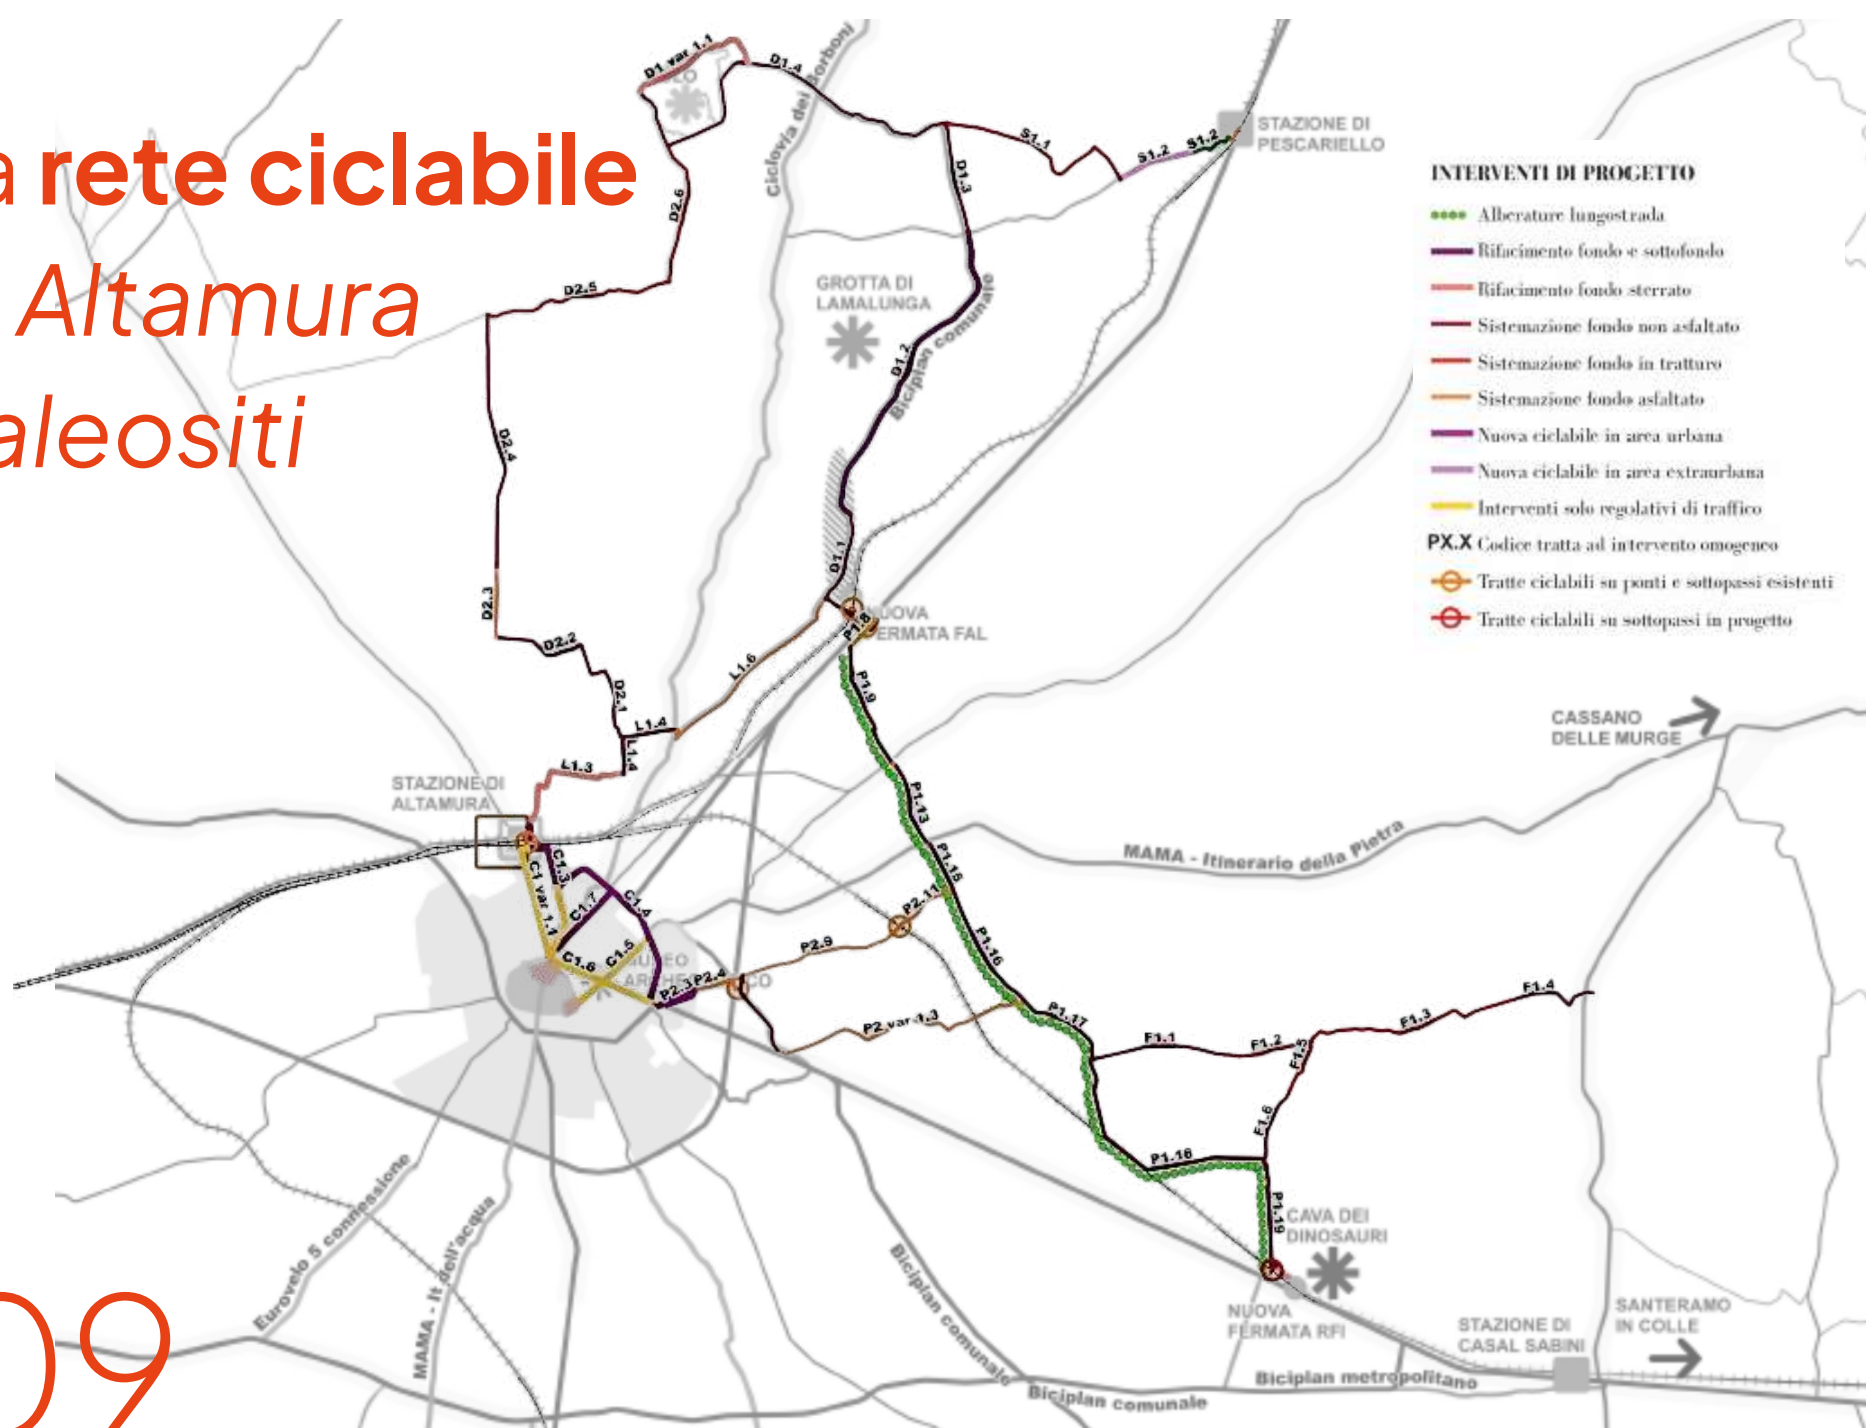 a rete ciclabile
Altamura
aleositi
09
INTERVENTI DI PROGETTO
Alberature lungostrada
Rifacimento fondo e sottofondo
Rifacimento fondo sterrato
Sistemazione fondo non asfaltato
Sistemazione fondo in tratturo
Sistemazione fondo asfaltato
Nuova ciclabile in area urbana
Nuova ciclabile in area extraurbana
Interventi solo regolativi di traffico
PX.X Codice tratta ad intervento omogeneo
Tratte ciclabili su ponti e sottopassi esistenti
Tratte ciclabili su sottopassi in progetto
D1 var 1.1
D1.4
Ciclovia dei Borboni
S1.1
S1.2
S1.2
STAZIONE DI
PESCARIELLO
D1.3
D2.6
D2.5
GROTTA DI
LAMALUNGA
D1.2
Biciplan comunale
D2.4
D1.1
D2.3
D2.2
D2.1
NUOVA
FERMATA FAL
P1.8
L1.6
L1.4
L1.4
L1.3
P1.9
STAZIONE DI
ALTAMURA
CASSANO
DELLE MURGE
P1.13
P1.15
MAMA - Itinerario della Pietra
C1.3
C1 var 1.1
C1.7
C1.4
C1.5
C1.6
P2.11
P2.9
P2.3
P2.4
P2 var 1.3
P1.16
P1.17
F1.1
F1.2
F1.3
F1.4
F1.5
F1.6
P1.18
P1.19
CAVA DEI
DINOSAURI
NUOVA
FERMATA RFI
STAZIONE DI
CASAL SABINI
SANTERAMO
IN COLLE
Eurovelo 5 connessione
MAMA - It dell'acqua
Biciplan comunale
Biciplan comunale
Biciplan metropolitano